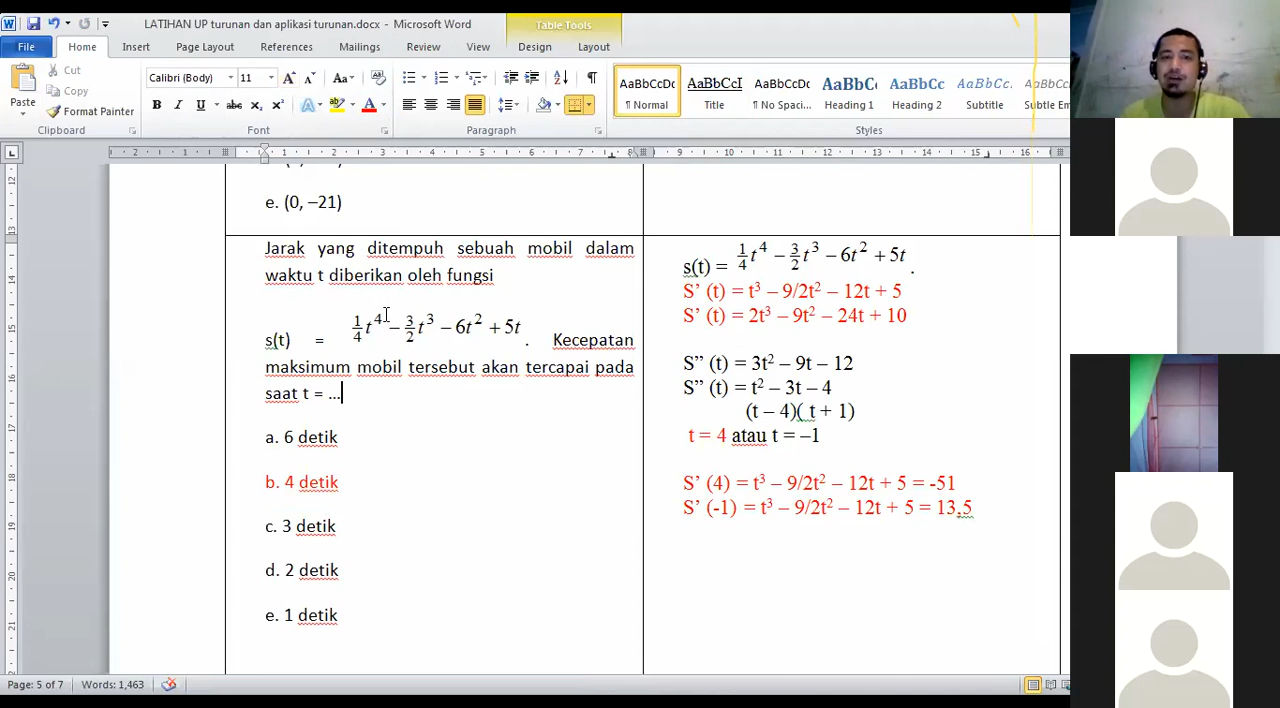 LATIHAN UP turunan dan aplikasi turunan.docx - Microsoft Word
Table Tools
File Home Insert Page Layout References Mailings Review View Design Layout
Paste
Cut
Copy
Format Painter
Clipboard
Calibri (Body) 11
Font
Paragraph
AaBbCcDc AaBbCcI AaBbCcDc AaBbC AaBbCc AaBbCc.
¶ Normal Title ¶ No Spaci... Heading 1 Heading 2 Subtitle Subtle Em
Styles
e. (0, –21)
Jarak yang ditempuh sebuah mobil dalam
waktu t diberikan oleh fungsi
s(t) = 1/4 t⁴ – 3/2 t³ – 6t² + 5t . Kecepatan
maksimum mobil tersebut akan tercapai pada
saat t = ...
a. 6 detik
b. 4 detik
c. 3 detik
d. 2 detik
e. 1 detik
s(t) = 1/4 t⁴ – 3/2 t³ – 6t² + 5t .
S’ (t) = t³ – 9/2t² – 12t + 5
S’ (t) = 2t³ – 9t² – 24t + 10
S” (t) = 3t² – 9t – 12
S” (t) = t² – 3t – 4
(t – 4)( t + 1)
t = 4 atau t = –1
S’ (4) = t³ – 9/2t² – 12t + 5 = -51
S’ (-1) = t³ – 9/2t² – 12t + 5 = 13,5
Page: 5 of 7 Words: 1,463